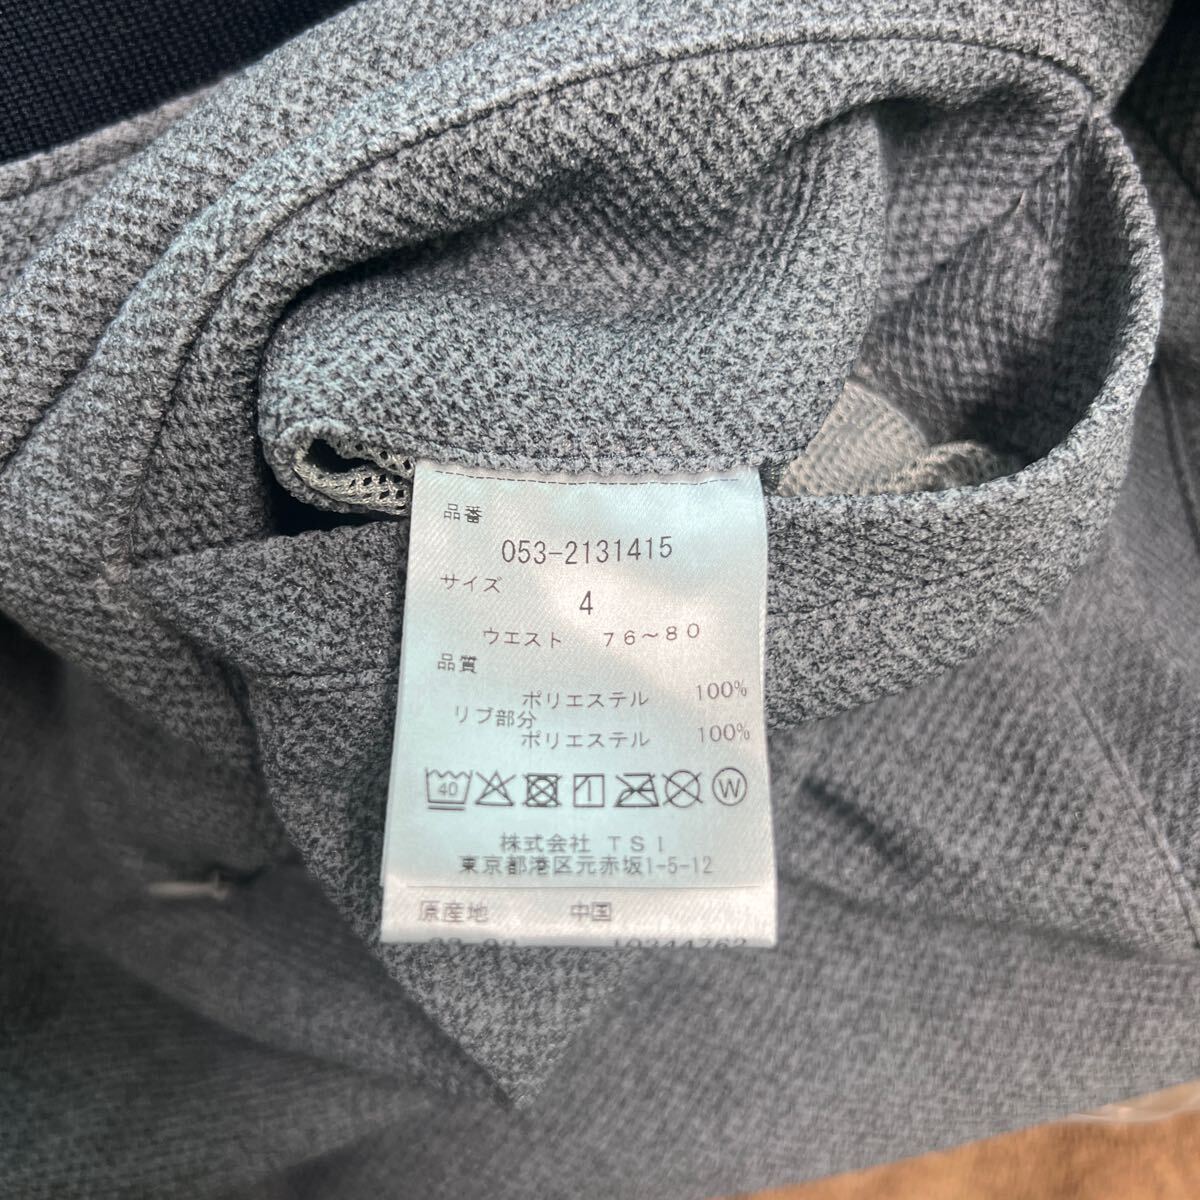 品番
053-2131415
サイズ
4
ウエスト 76～80
品質
ポリエステル 100%
リブ部分
ポリエステル 100%
40 W
株式会社 TSI
東京都港区元赤坂1-5-12
原産地 中国